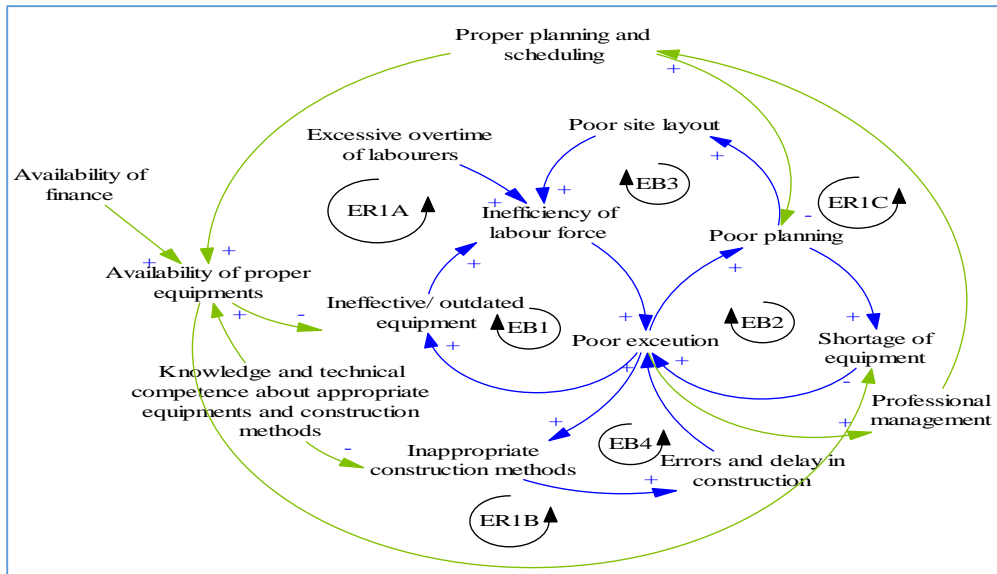 Proper planning and
scheduling
+
Excessive overtime
of labourers
Poor site layout
+
Availability of
finance
ER1A
EB3
ER1C
+
+
Inefficiency of
labour force
-
Poor planning
+
+
Availability of proper
equipments
+
+
+
-
Ineffective/ outdated
equipment
EB1
EB2
+
+
Poor exceution
Shortage of
equipment
+
+
-
Knowledge and technical
competence about appropriate
equipments and construction
methods
Professional
management
+
+
-
Inappropriate
construction methods
EB4
Errors and delay in
construction
+
ER1B